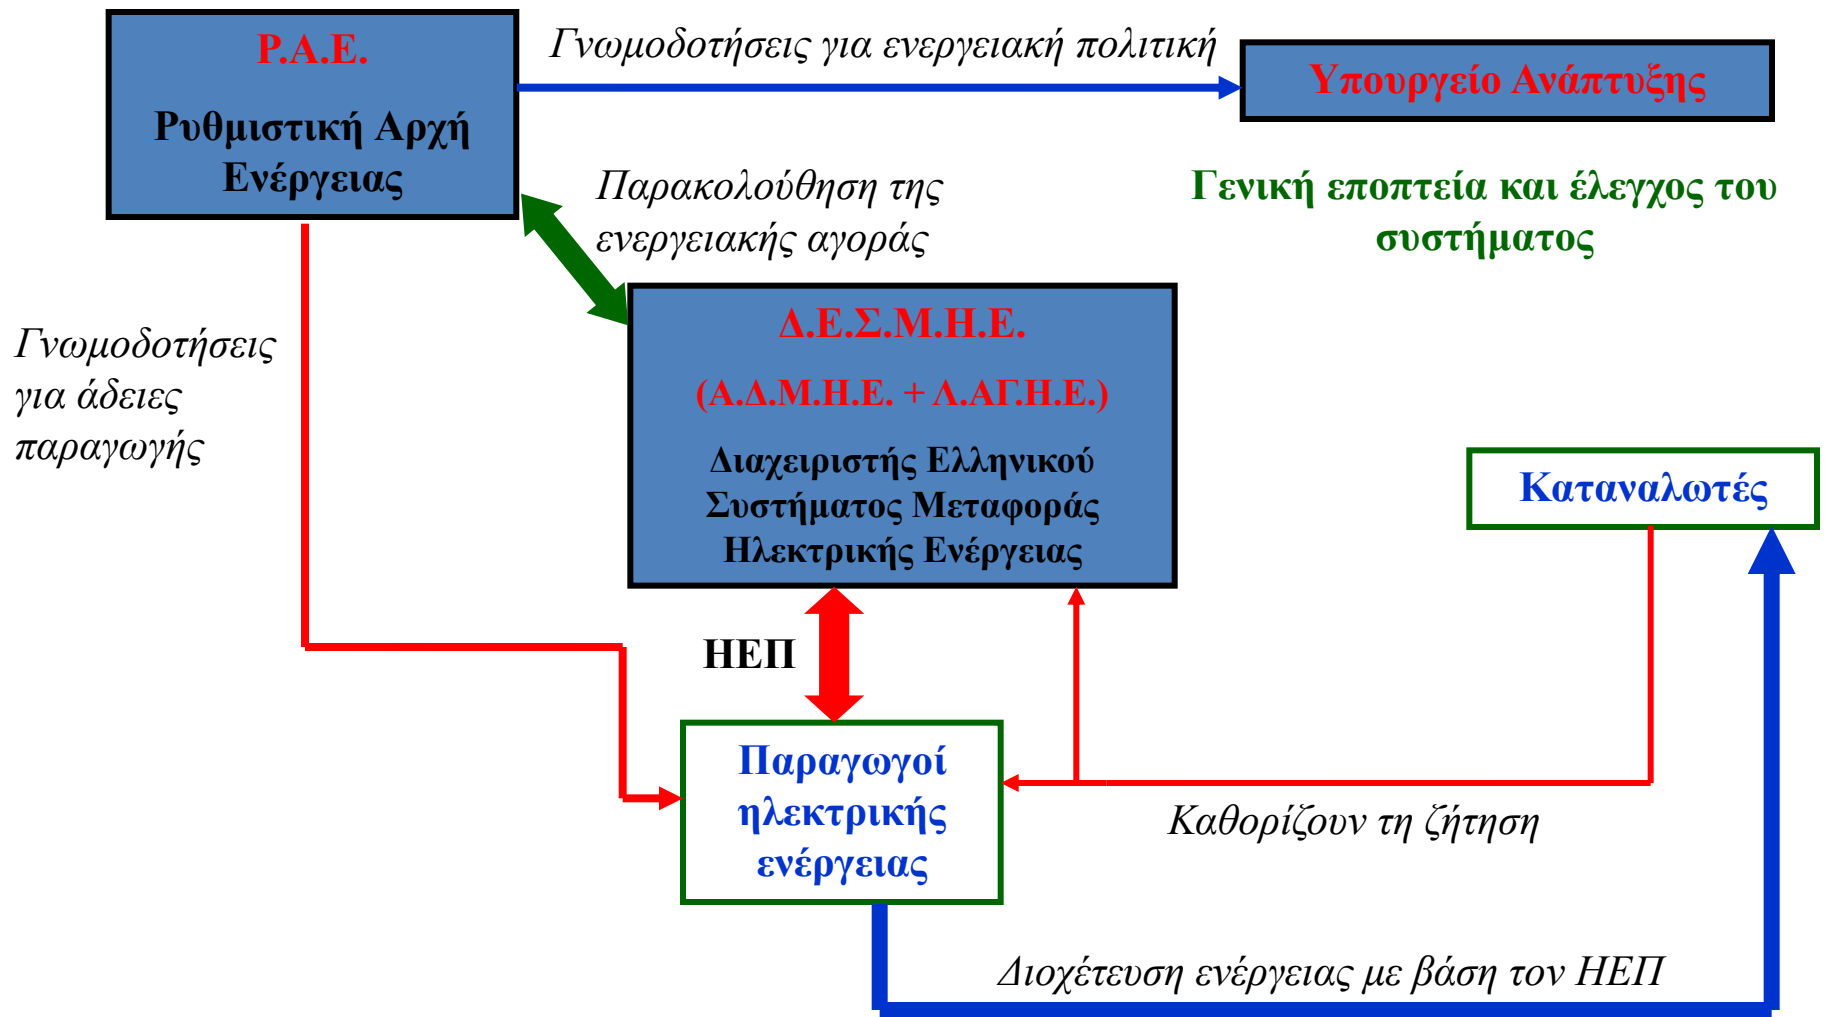 Ρ.Α.Ε.
Ρυθμιστική Αρχή
Ενέργειας
Γνωμοδοτήσεις για ενεργειακή πολιτική
Υπουργείο Ανάπτυξης
Γενική εποπτεία και έλεγχος του
συστήματος
Παρακολούθηση της
ενεργειακής αγοράς
Γνωμοδοτήσεις
για άδειες
παραγωγής
Δ.Ε.Σ.Μ.Η.Ε.
(Α.Δ.Μ.Η.Ε. + Λ.ΑΓ.Η.Ε.)
Διαχειριστής Ελληνικού
Συστήματος Μεταφοράς
Ηλεκτρικής Ενέργειας
Καταναλωτές
ΗΕΠ
Παραγωγοί
ηλεκτρικής
ενέργειας
Καθορίζουν τη ζήτηση
Διοχέτευση ενέργειας με βάση τον ΗΕΠ